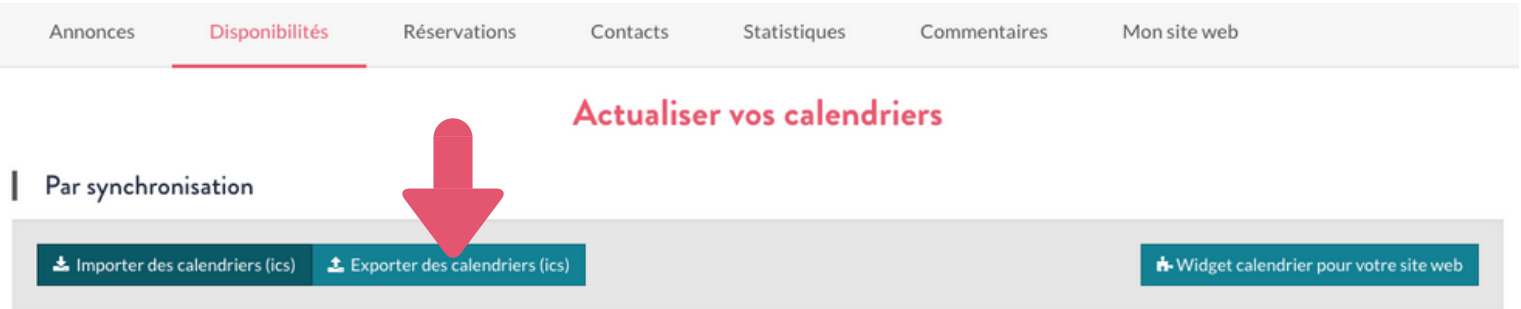 Annonces Disponibilités Réservations Contacts Statistiques Commentaires Mon site web
Actualiser vos calendriers
Par synchronisation
Importer des calendriers (ics) Exporter des calendriers (ics) Widget calendrier pour votre site web